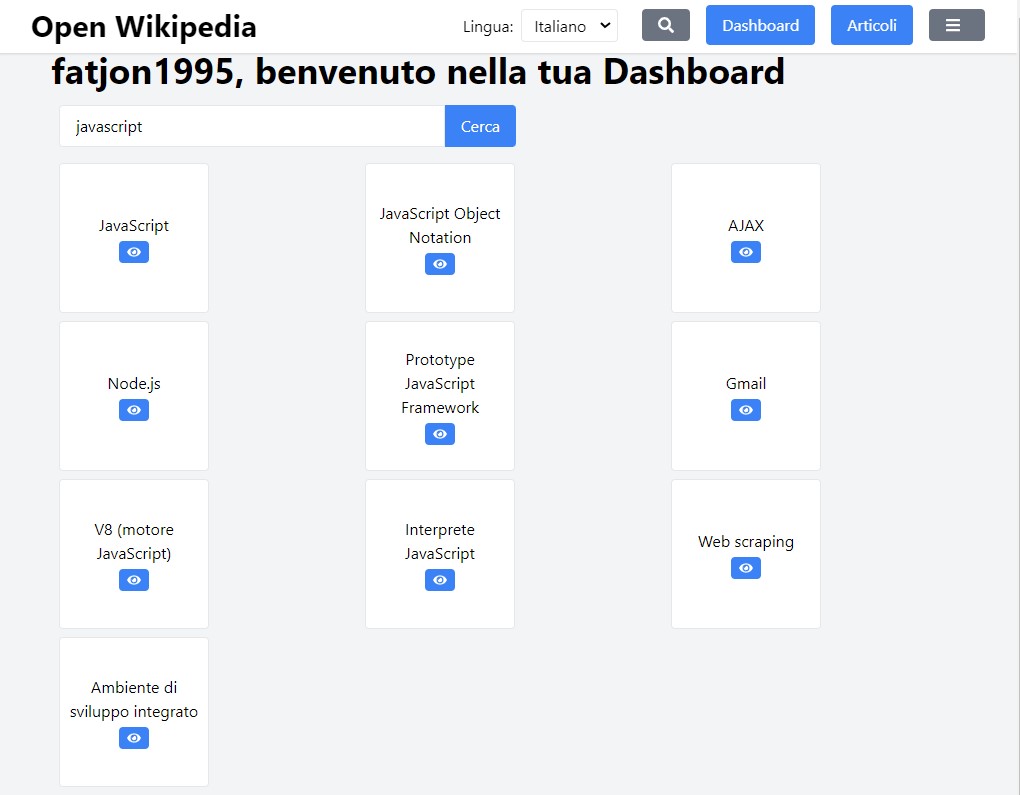 Open Wikipedia
Lingua: Italiano
Dashboard
Articoli
fatjon1995, benvenuto nella tua Dashboard
javascript
Cerca
JavaScript
JavaScript Object
Notation
AJAX
Node.js
Prototype
JavaScript
Framework
Gmail
V8 (motore
JavaScript)
Interprete
JavaScript
Web scraping
Ambiente di
sviluppo integrato